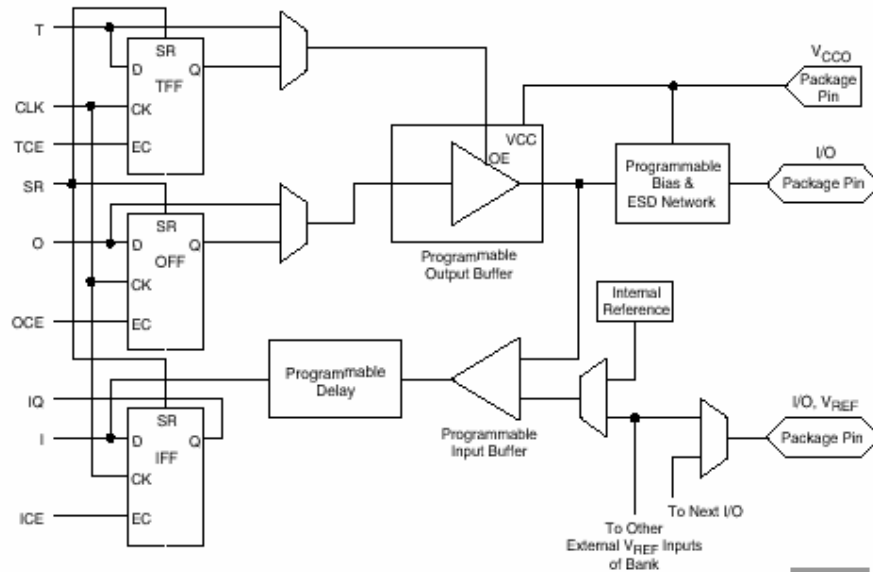 T
SR
D
Q
TFF
CLK
CK
TCE
EC
SR
SR
O
D
Q
OFF
CK
OCE
EC
IQ
SR
I
D
Q
IFF
CK
ICE
EC
VCC
OE
Programmable
Output Buffer
VCCO
Package
Pin
I/O
Package Pin
Programmable
Bias &
ESD Network
Internal
Reference
Programmable
Delay
Programmable
Input Buffer
I/O, VREF
Package Pin
To Next I/O
To Other
External VREF Inputs
of Bank